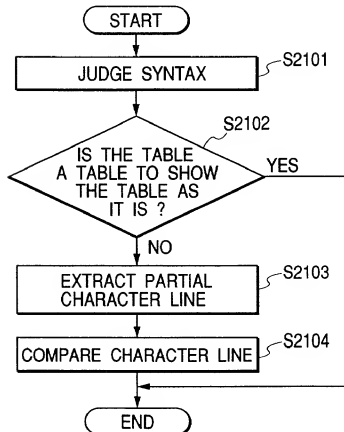 START
JUDGE SYNTAX
S2101
S2102
IS THE TABLE
A TABLE TO SHOW
THE TABLE AS
IT IS ?
YES
NO
EXTRACT PARTIAL
CHARACTER LINE
S2103
COMPARE CHARACTER LINE
S2104
END